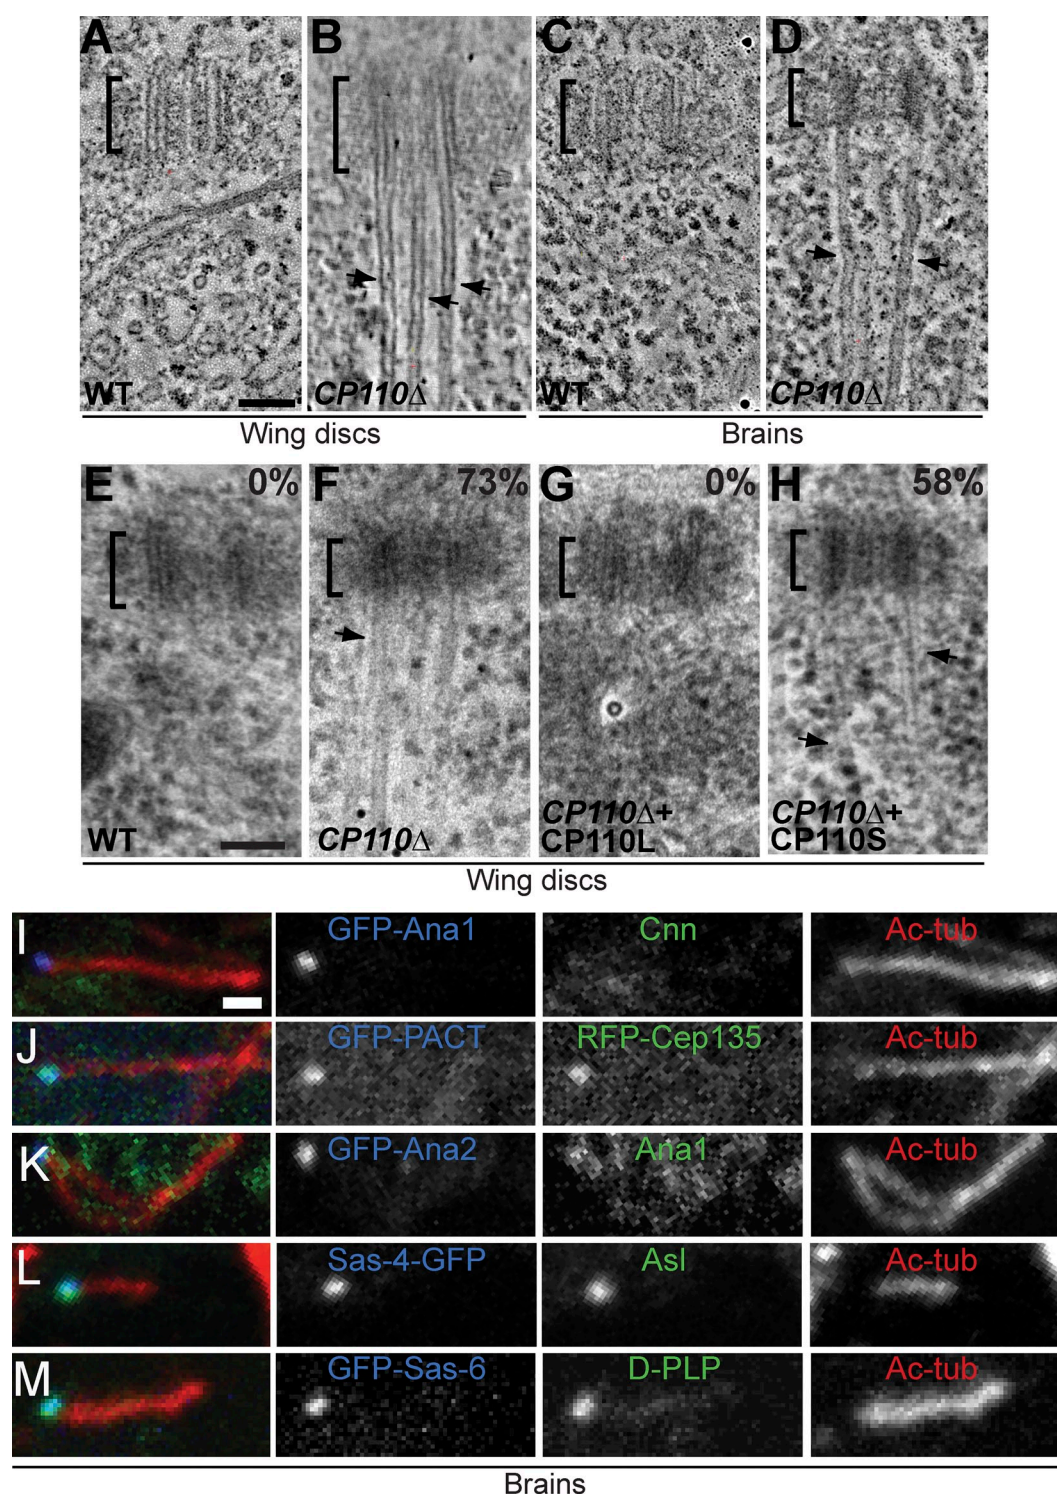 A B C D
WT CP110Δ WT CP110Δ
Wing discs Brains
E 0% F 73% G 0% H 58%
WT CP110Δ CP110Δ+ CP110L CP110Δ+ CP110S
Wing discs
I GFP-Ana1 Cnn Ac-tub
J GFP-PACT RFP-Cep135 Ac-tub
K GFP-Ana2 Ana1 Ac-tub
L Sas-4-GFP Asl Ac-tub
M GFP-Sas-6 D-PLP Ac-tub
Brains